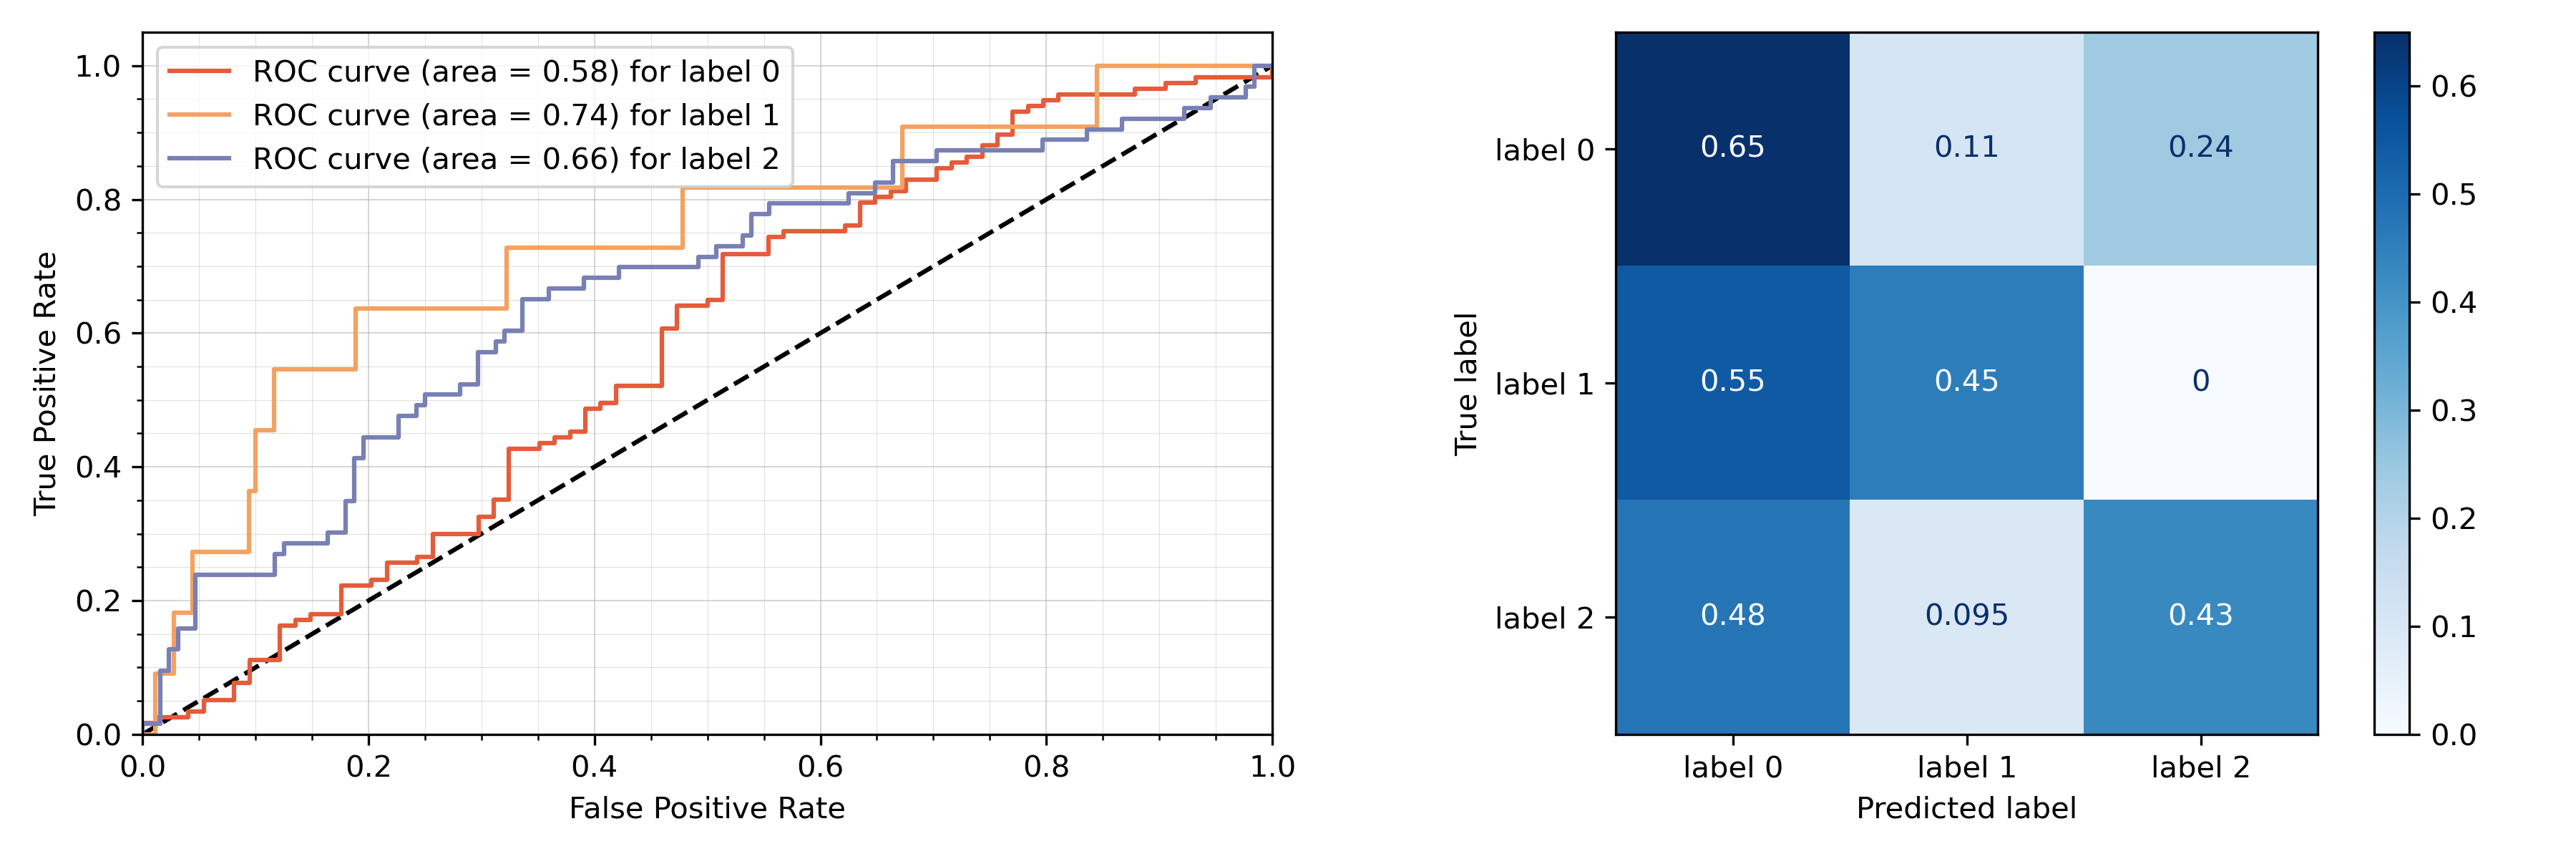 ROC curve (area = 0.58) for label 0
ROC curve (area = 0.74) for label 1
ROC curve (area = 0.66) for label 2
True Positive Rate
1.0
0.8
0.6
0.4
0.2
0.0
0.0 0.2 0.4 0.6 0.8 1.0
False Positive Rate
True label
label 0 0.65 0.11 0.24
label 1 0.55 0.45 0
label 2 0.48 0.095 0.43
label 0 label 1 label 2
Predicted label
0.6
0.5
0.4
0.3
0.2
0.1
0.0